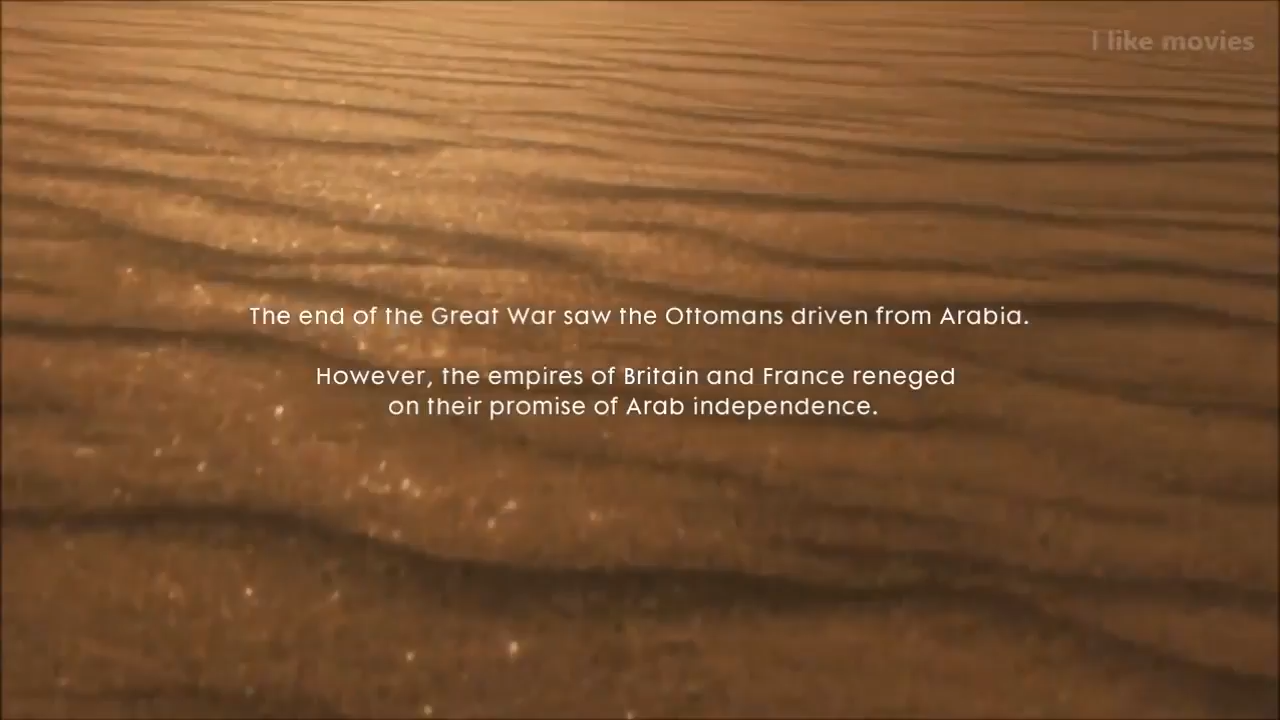 I like movies
The end of the Great War saw the Ottomans driven from Arabia.
However, the empires of Britain and France reneged
on their promise of Arab independence.